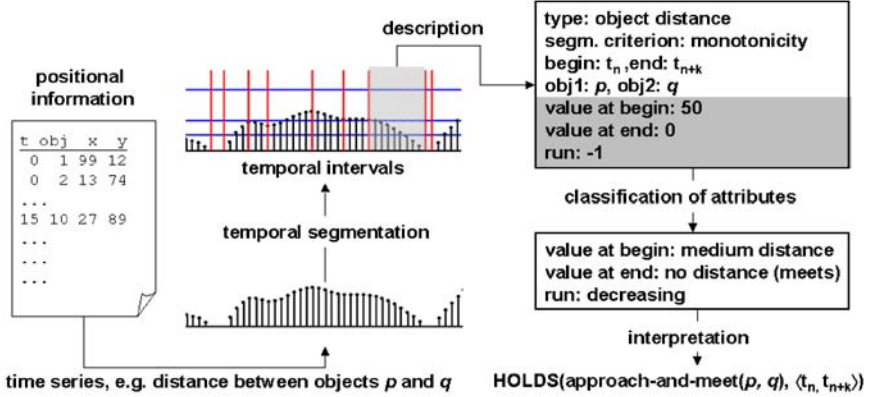 positional
information
t obj x y
0 1 99 12
0 2 13 74
...
15 10 27 89
...
...
...
time series, e.g. distance between objects p and q
temporal segmentation
temporal intervals
description
type: object distance
segm. criterion: monotonicity
begin: tₙ ,end: tₙ₊ₖ
obj1: p, obj2: q
value at begin: 50
value at end: 0
run: -1
classification of attributes
value at begin: medium distance
value at end: no distance (meets)
run: decreasing
interpretation
HOLDS(approach-and-meet(p, q), ⟨tₙ, tₙ₊ₖ⟩)